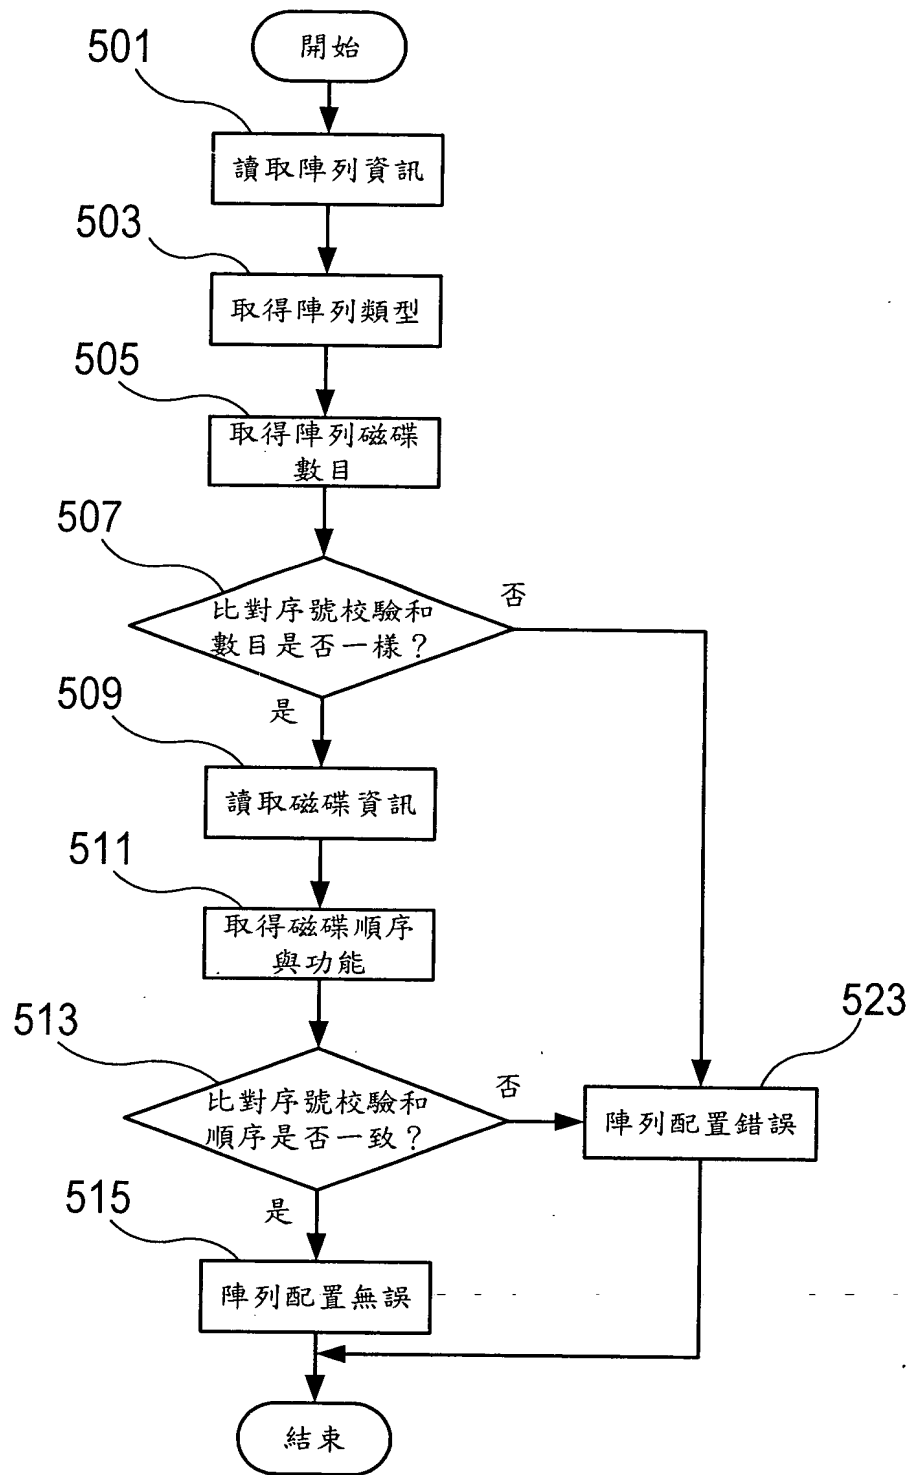 開始
501
讀取陣列資訊
503
取得陣列類型
505
取得陣列磁碟
數目
507
比對序號校驗和
數目是否一樣？
否
是
509
讀取磁碟資訊
511
取得磁碟順序
與功能
513
比對序號校驗和
順序是否一致？
否
523
陣列配置錯誤
是
515
陣列配置無誤
結束